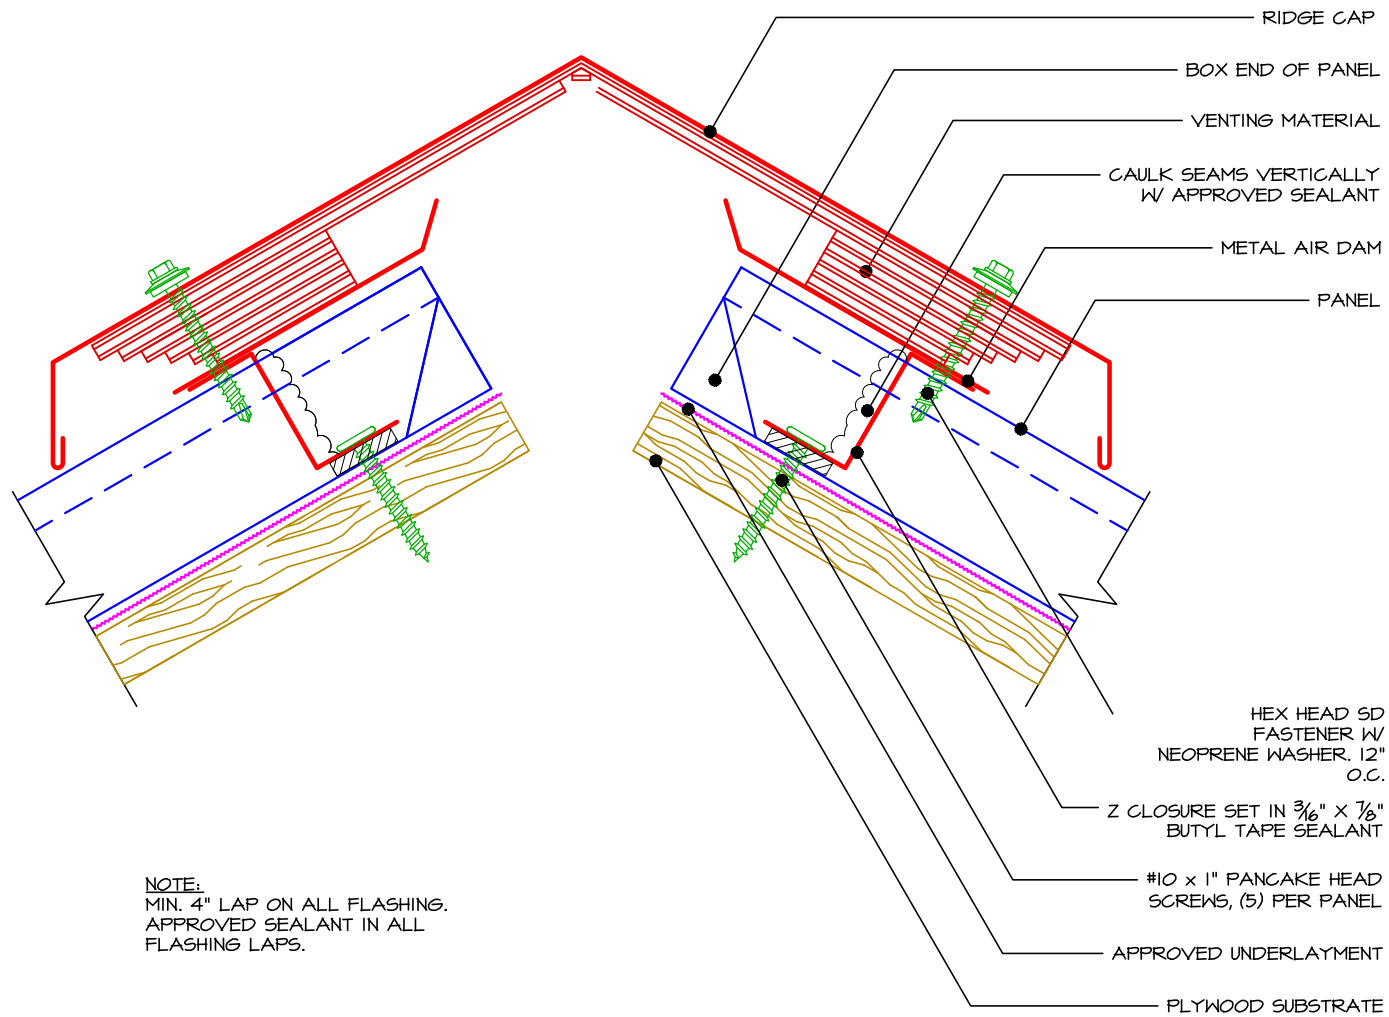 RIDGE CAP
BOX END OF PANEL
VENTING MATERIAL
CAULK SEAMS VERTICALLY
W/ APPROVED SEALANT
METAL AIR DAM
PANEL
HEX HEAD SD
FASTENER W/
NEOPRENE WASHER. 12"
O.C.
Z CLOSURE SET IN 3/16" X 7/8"
BUTYL TAPE SEALANT
#10 x 1" PANCAKE HEAD
SCREWS, (5) PER PANEL
APPROVED UNDERLAYMENT
PLYWOOD SUBSTRATE
NOTE:
MIN. 4" LAP ON ALL FLASHING.
APPROVED SEALANT IN ALL
FLASHING LAPS.